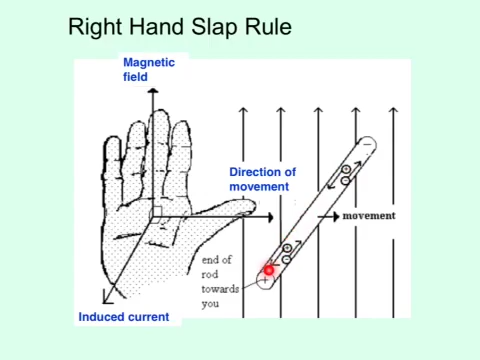 Right Hand Slap Rule
Magnetic
field
Direction of
movement
movement
end of
rod
towards
you
Induced current